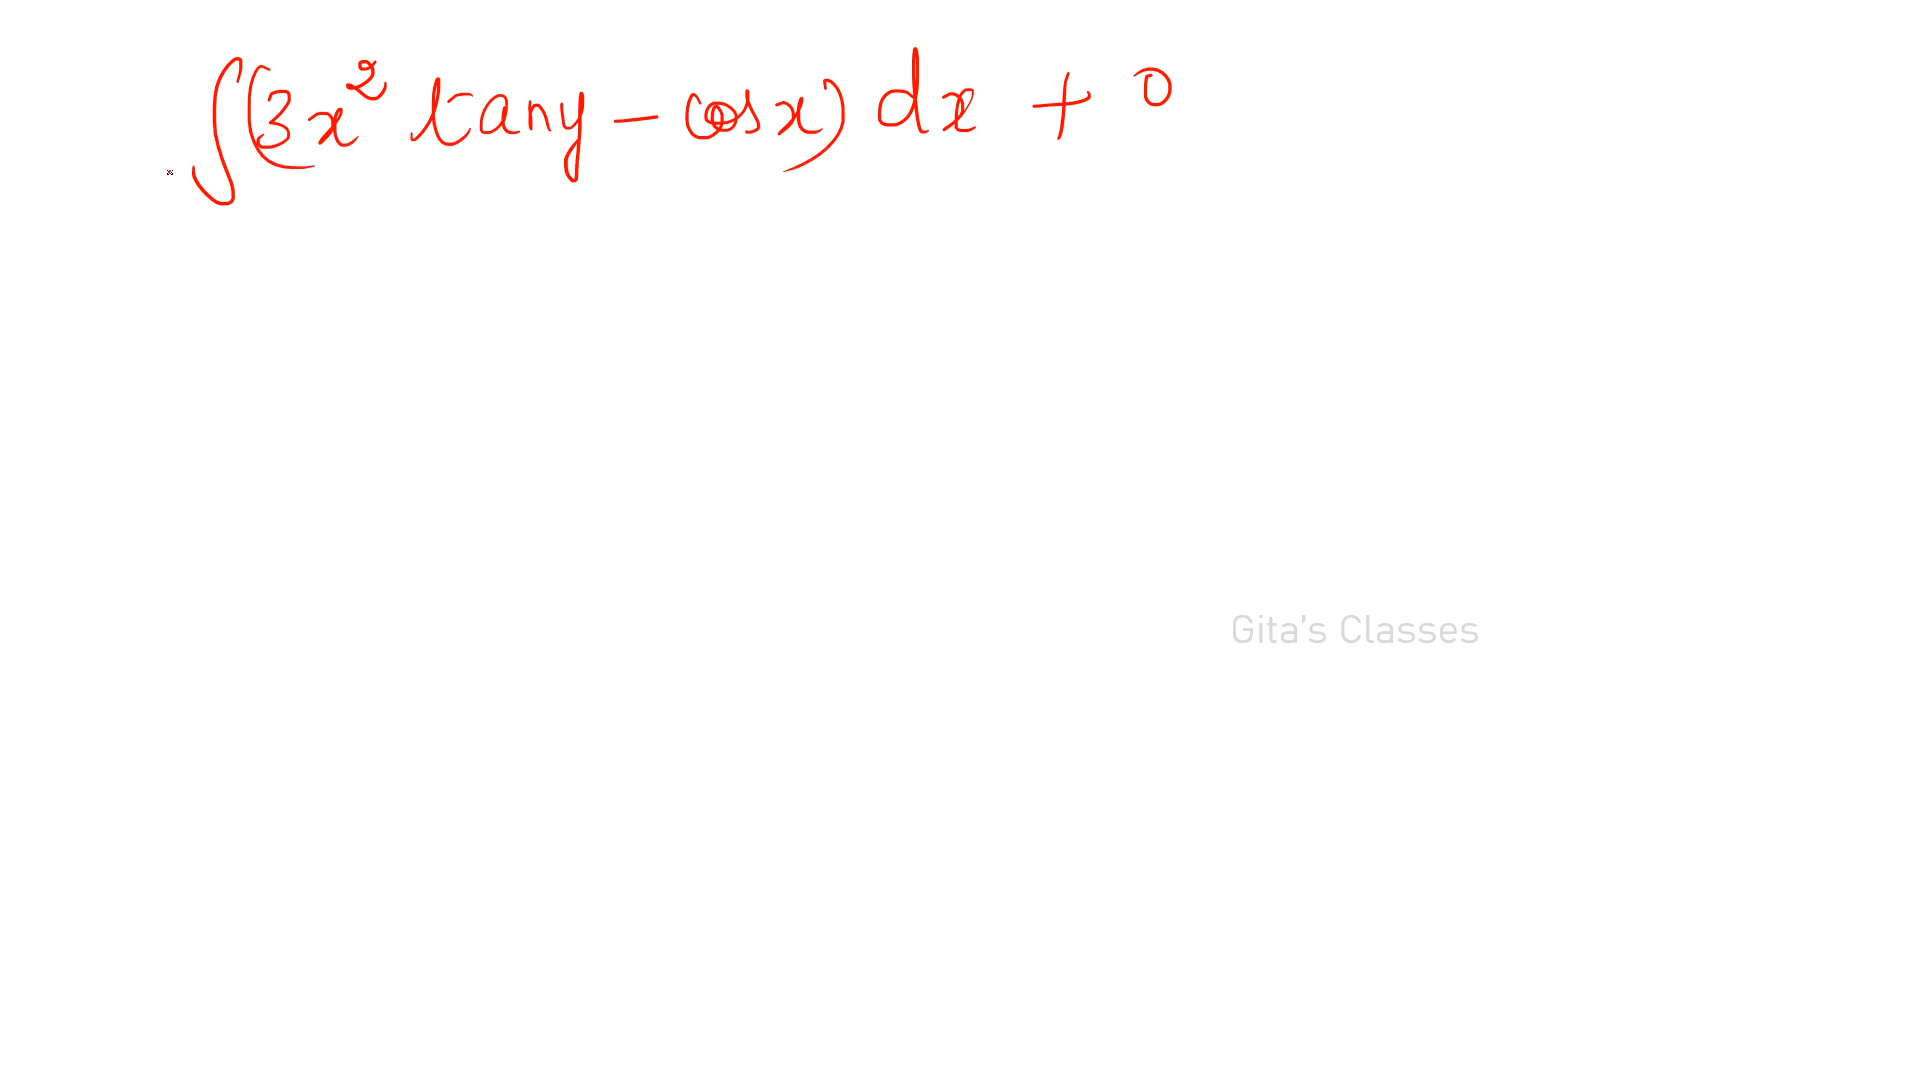 ∫(3x² tany − cosx) dx + 0
Gita's Classes